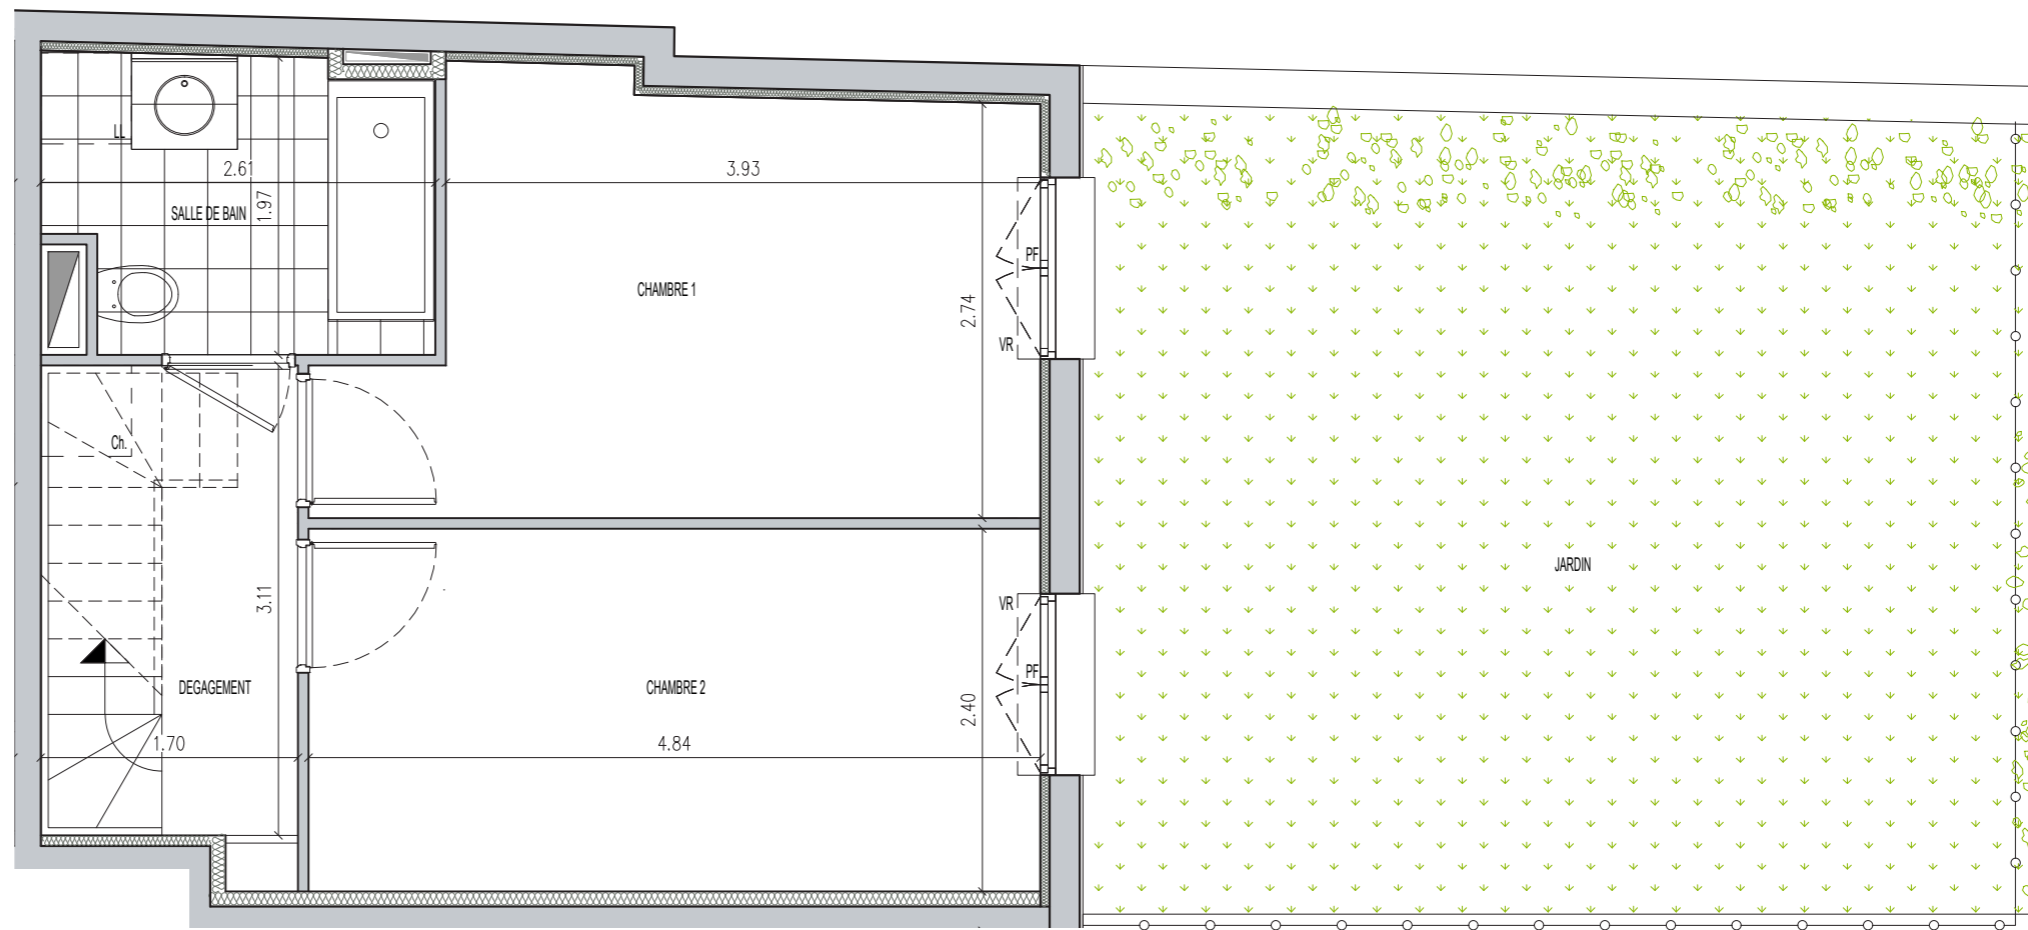 LL
2.61
3.93
SALLE DE BAIN
1.97
PF
CHAMBRE 1
2.74
VR
Ch.
JARDIN
3.11
VR
PF
DEGAGEMENT
CHAMBRE 2
2.40
1.70
4.84